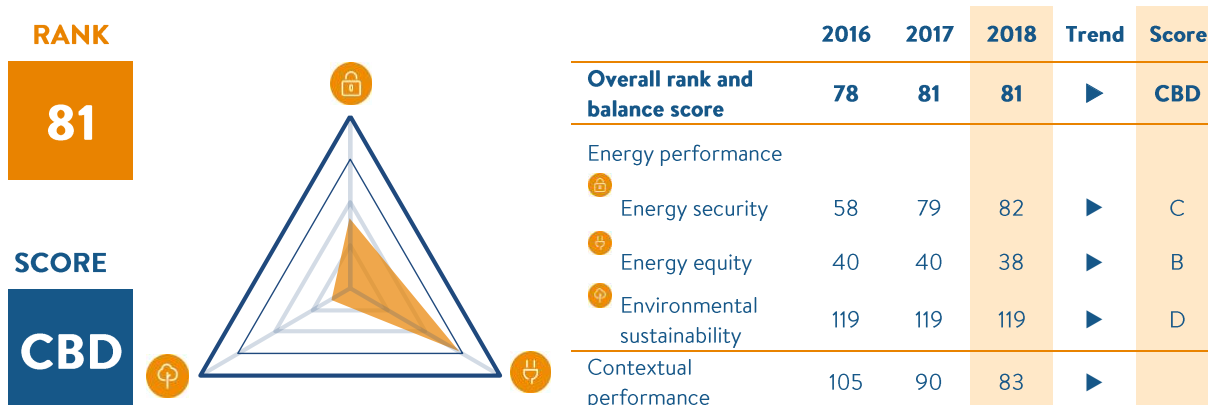 RANK
81
SCORE
CBD
2016 2017 2018 Trend Score
Overall rank and
balance score 78 81 81 CBD
Energy performance
Energy security 58 79 82 C
Energy equity 40 40 38 B
Environmental
sustainability 119 119 119 D
Contextual
performance 105 90 83